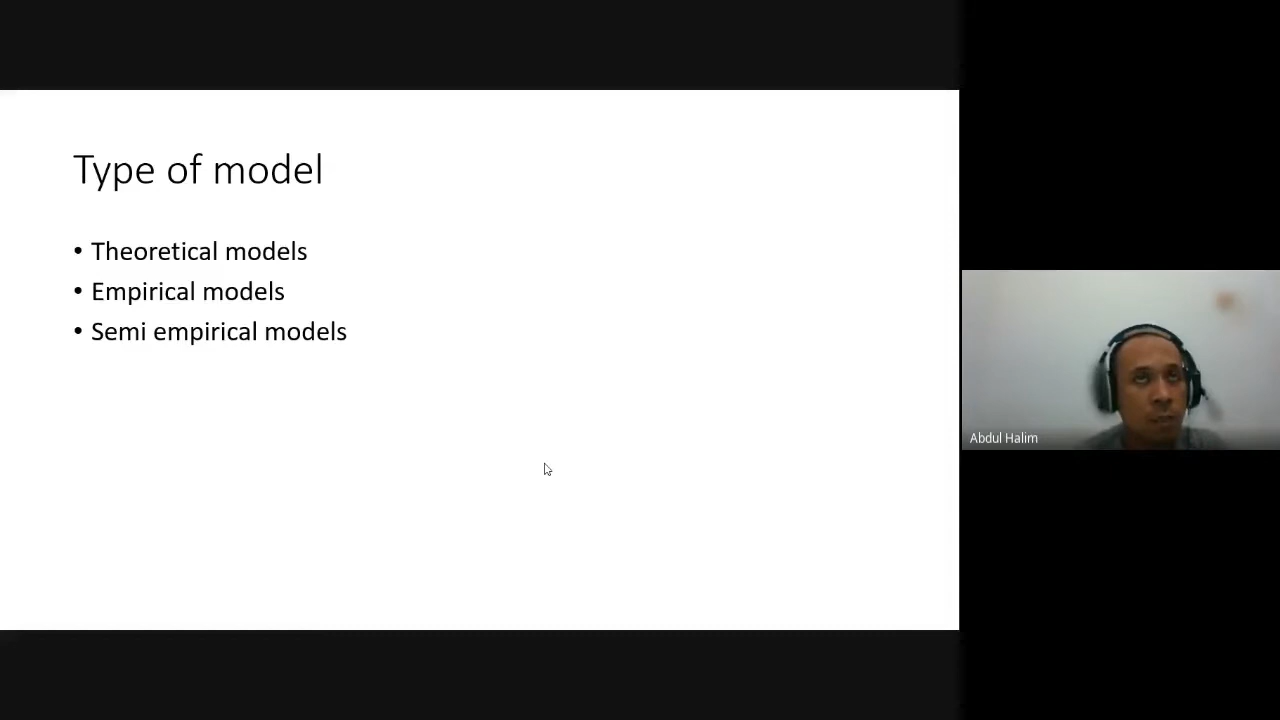 Type of model
• Theoretical models
• Empirical models
• Semi empirical models
Abdul Halim